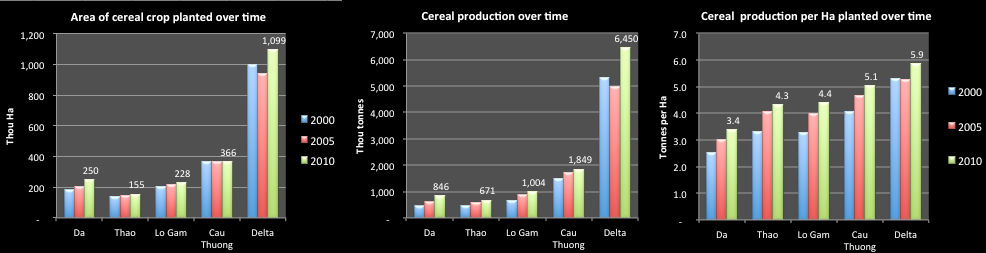 Area of cereal crop planted over time
1,200
1,000
800
600
400
200
-
Thou Ha
250
155
228
366
1,099
Da
Thao
Lo Gam
Cau
Thuong
Delta
2000
2005
2010
Cereal production over time
7,000
6,000
5,000
4,000
3,000
2,000
1,000
-
Thou tonnes
846
671
1,004
1,849
6,450
Da
Thao
Lo Gam
Cau
Thuong
Delta
Cereal production per Ha planted over time
7.0
6.0
5.0
4.0
3.0
2.0
1.0
-
Tonnes per Ha
3.4
4.3
4.4
5.1
5.9
Da
Thao
Lo Gam
Cau
Thuong
Delta
2000
2005
2010